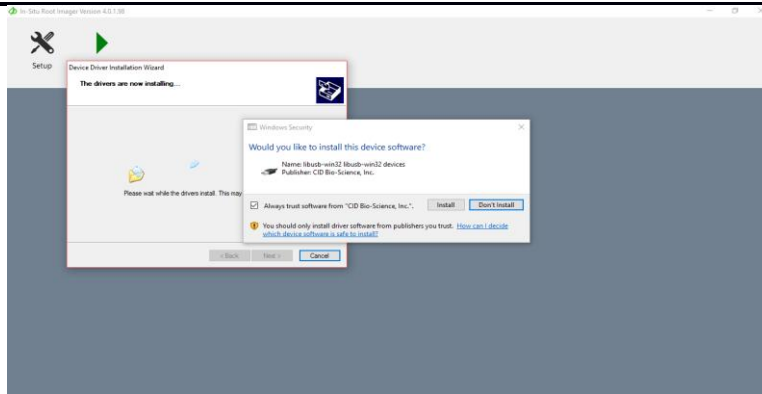 In-Situ Root Imager Version 4.0.1.38
Setup
Device Driver Installation Wizard
The drivers are now installing...
Please wait while the drivers install. This may
< Back
Next >
Cancel
Windows Security
Would you like to install this device software?
Name: libusb-win32 libusb-win32 devices
Publisher: CID Bio-Science, Inc.
Always trust software from "CID Bio-Science, Inc.".
Install
Don't Install
You should only install driver software from publishers you trust. How can I decide
which device software is safe to install?